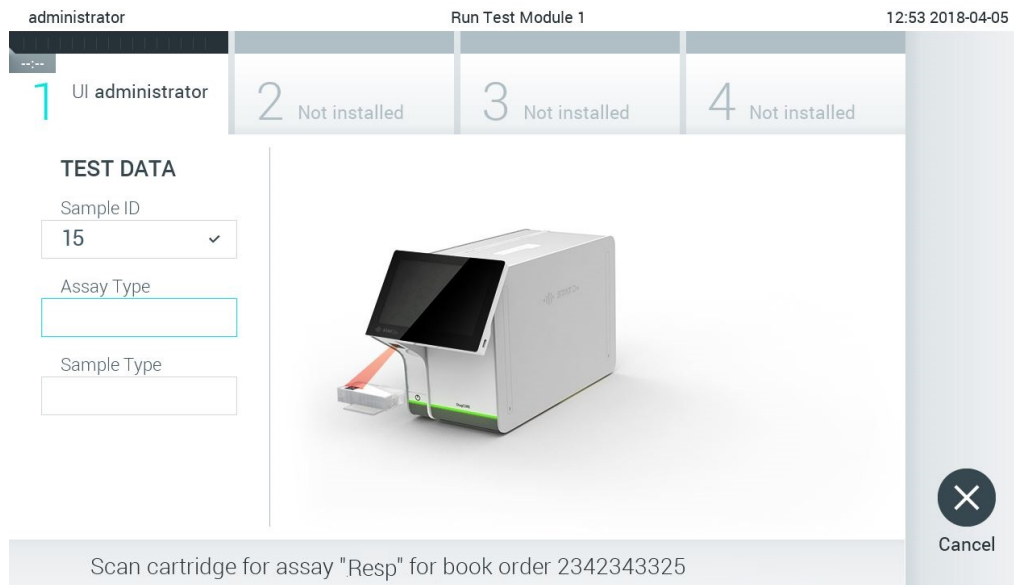 administrator Run Test Module 1 12:53 2018-04-05
--:--
1 UI administrator 2 Not installed 3 Not installed 4 Not installed
TEST DATA
Sample ID
15
Assay Type
Sample Type
Cancel
Scan cartridge for assay "Resp" for book order 2342343325